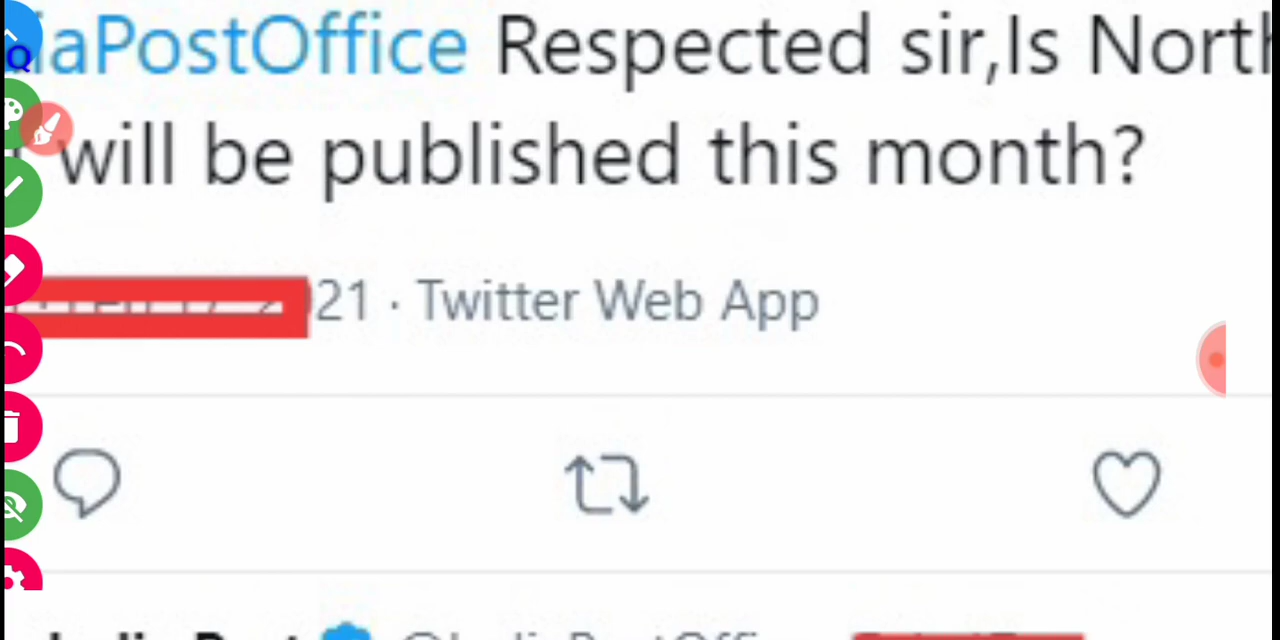 iaPostOffice Respected sir,Is North
will be published this month?
21 · Twitter Web App